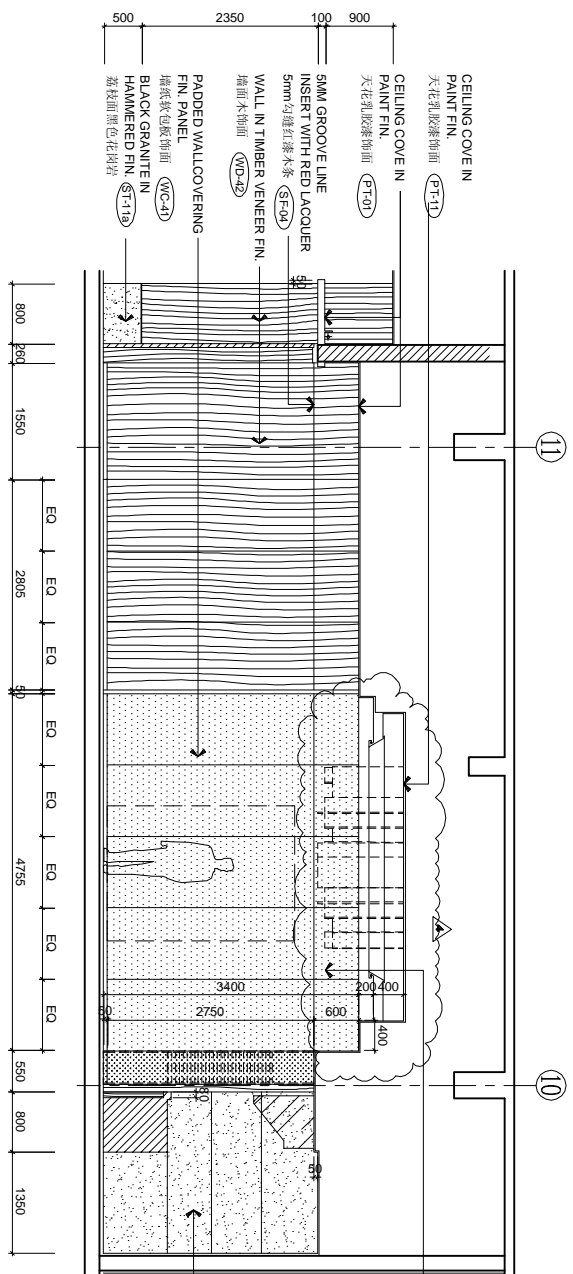 CEILING COVE IN
PAINT FIN.
天花乳胶漆饰面 PT-11
CEILING COVE IN
PAINT FIN.
天花乳胶漆饰面 PT-01
5MM GROOVE LINE
INSERT WITH RED LACQUER
5mm勾缝红漆木条 SF-04
WALL IN TIMBER VENEER FIN.
墙面木饰面 WD-42
PADDED WALLCOVERING
FIN. PANEL
墙纸软包板饰面 WC-41
BLACK GRANITE IN
HAMMERED FIN.
荔枝面黑色花岗岩 ST-11a
900
100
2350
500
11
10
50
3400
200
400
50
2750
600
400
80
50
EQ
EQ
EQ
EQ
EQ
EQ
EQ
EQ
800
260
1550
2805
50
4755
550
800
1350